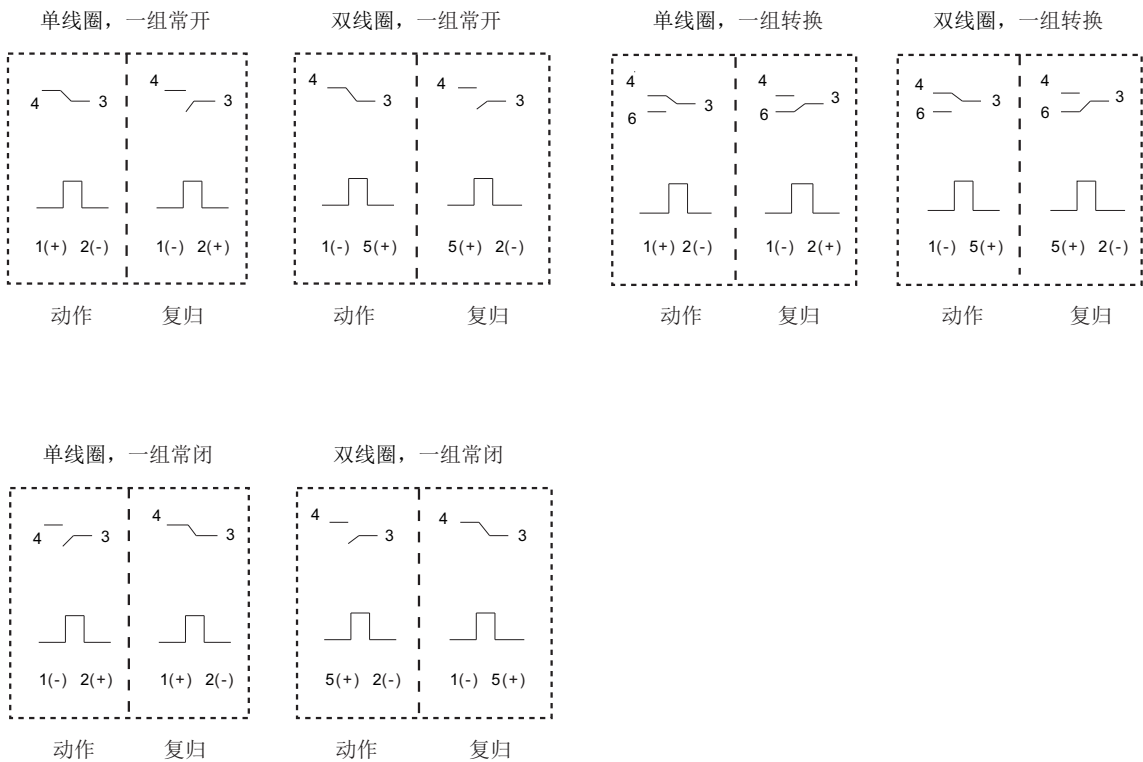 单线圈，一组常开
4
4 3
3
1(+) 2(-)
1(-) 2(+)
动作
复归
双线圈，一组常开
4
3
4
3
1(-) 5(+)
5(+) 2(-)
动作
复归
单线圈，一组转换
4
3
6
4
3
6
1(+) 2(-)
1(-) 2(+)
动作
复归
双线圈，一组转换
4
3
6
4
3
6
1(-) 5(+)
5(+) 2(-)
动作
复归
单线圈，一组常闭
4 3
4
3
1(-) 2(+)
1(+) 2(-)
动作
复归
双线圈，一组常闭
4
3
4
3
5(+) 2(-)
1(-) 5(+)
动作
复归